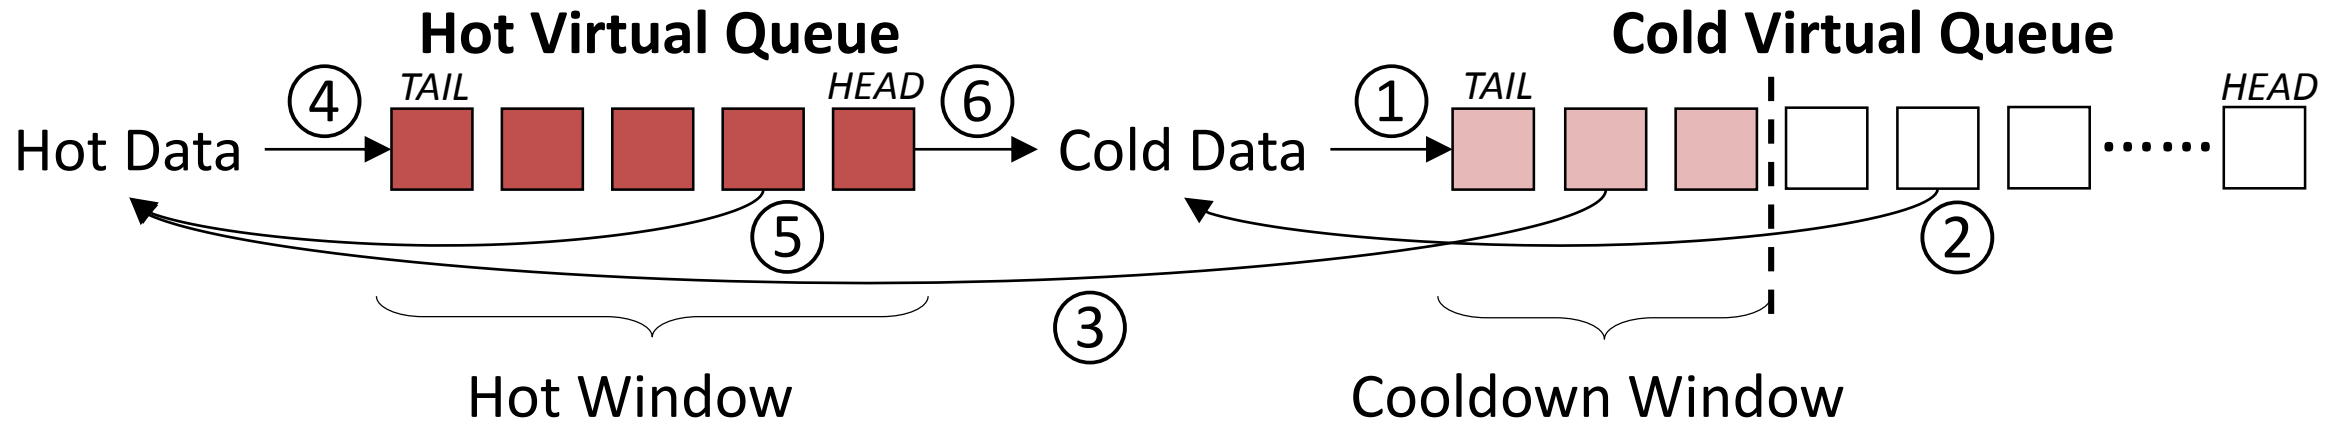 Hot Virtual Queue
Cold Virtual Queue
④
TAIL
HEAD
⑥
①
TAIL
HEAD
Hot Data
Cold Data
⑤
②
③
Hot Window
Cooldown Window